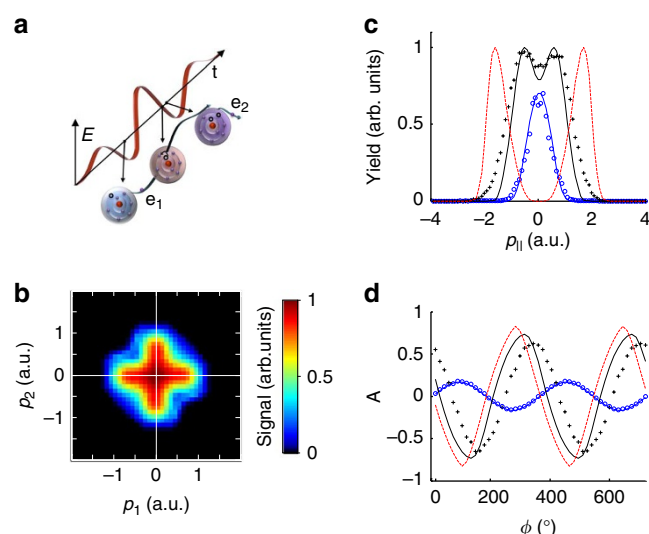 a
t
E
e2
e1
b
p2 (a.u.)
1
0
−1
−1
0
1
p1 (a.u.)
Signal (arb.units)
1
0.5
0
c
Yield (arb. units)
1
0.5
0
−4
−2
0
2
4
p|| (a.u.)
d
A
1
0.5
0
−0.5
−1
0
200
400
600
ϕ (°)